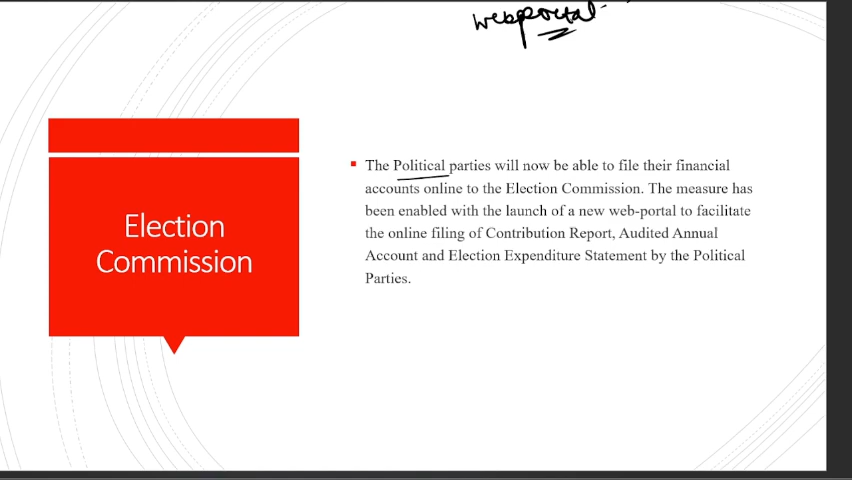 webportal-
Election
Commission
The Political parties will now be able to file their financial
accounts online to the Election Commission. The measure has
been enabled with the launch of a new web-portal to facilitate
the online filing of Contribution Report, Audited Annual
Account and Election Expenditure Statement by the Political
Parties.